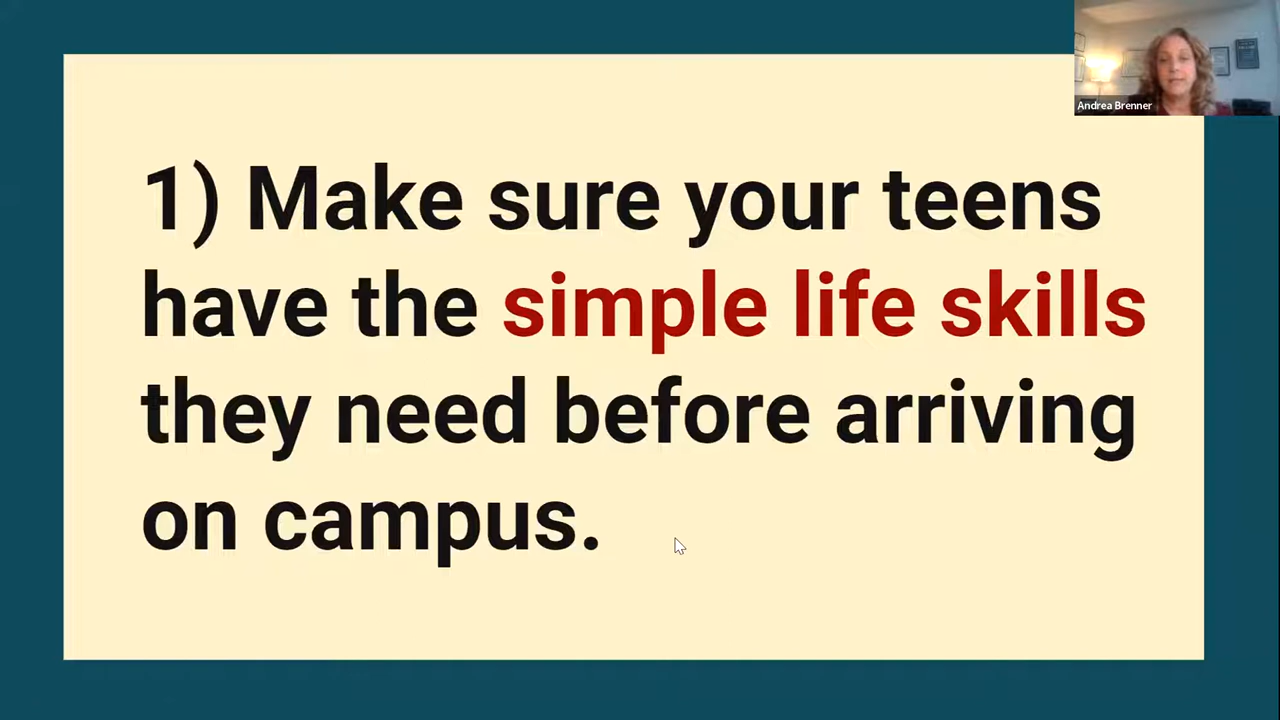 Andrea Brenner
1) Make sure your teens
have the simple life skills
they need before arriving
on campus.